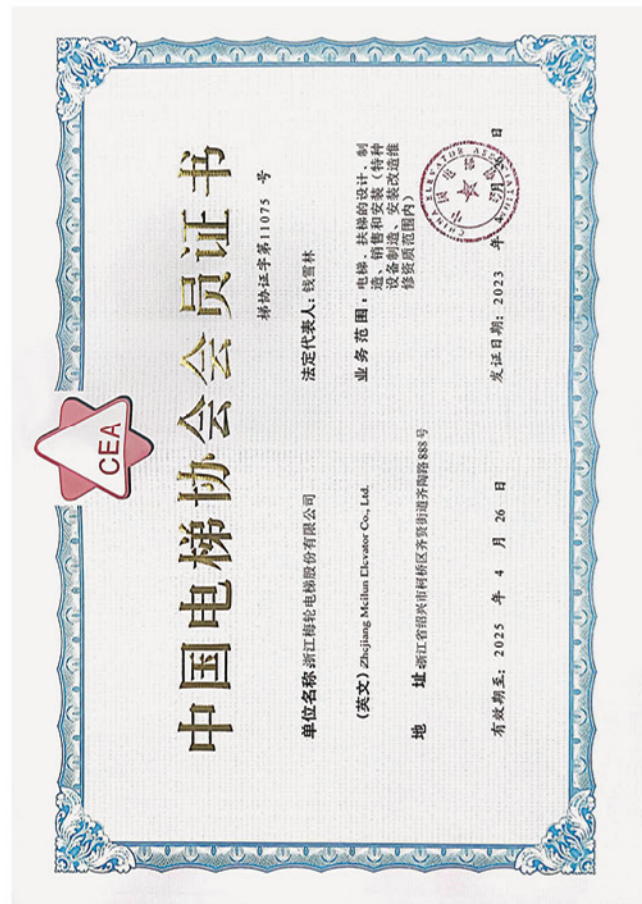 CEA
中国电梯协会会员证书
梯协证字第11075 号
单位名称:浙江梅轮电梯股份有限公司
法定代表人:钱雪林
(英文) Zhejiang Meilun Elevator Co., Ltd.
业务范围:电梯、扶梯的设计、制
造、销售和安装(特种
设备制造、安装改造维
修资质范围内)
地 址:浙江省绍兴市柯桥区齐贤街道齐陶路888号
有效期至:2025 年 4 月 26 日
发证日期:2023 年 4月 日
CHINA ELEVATOR ASSOCIATION